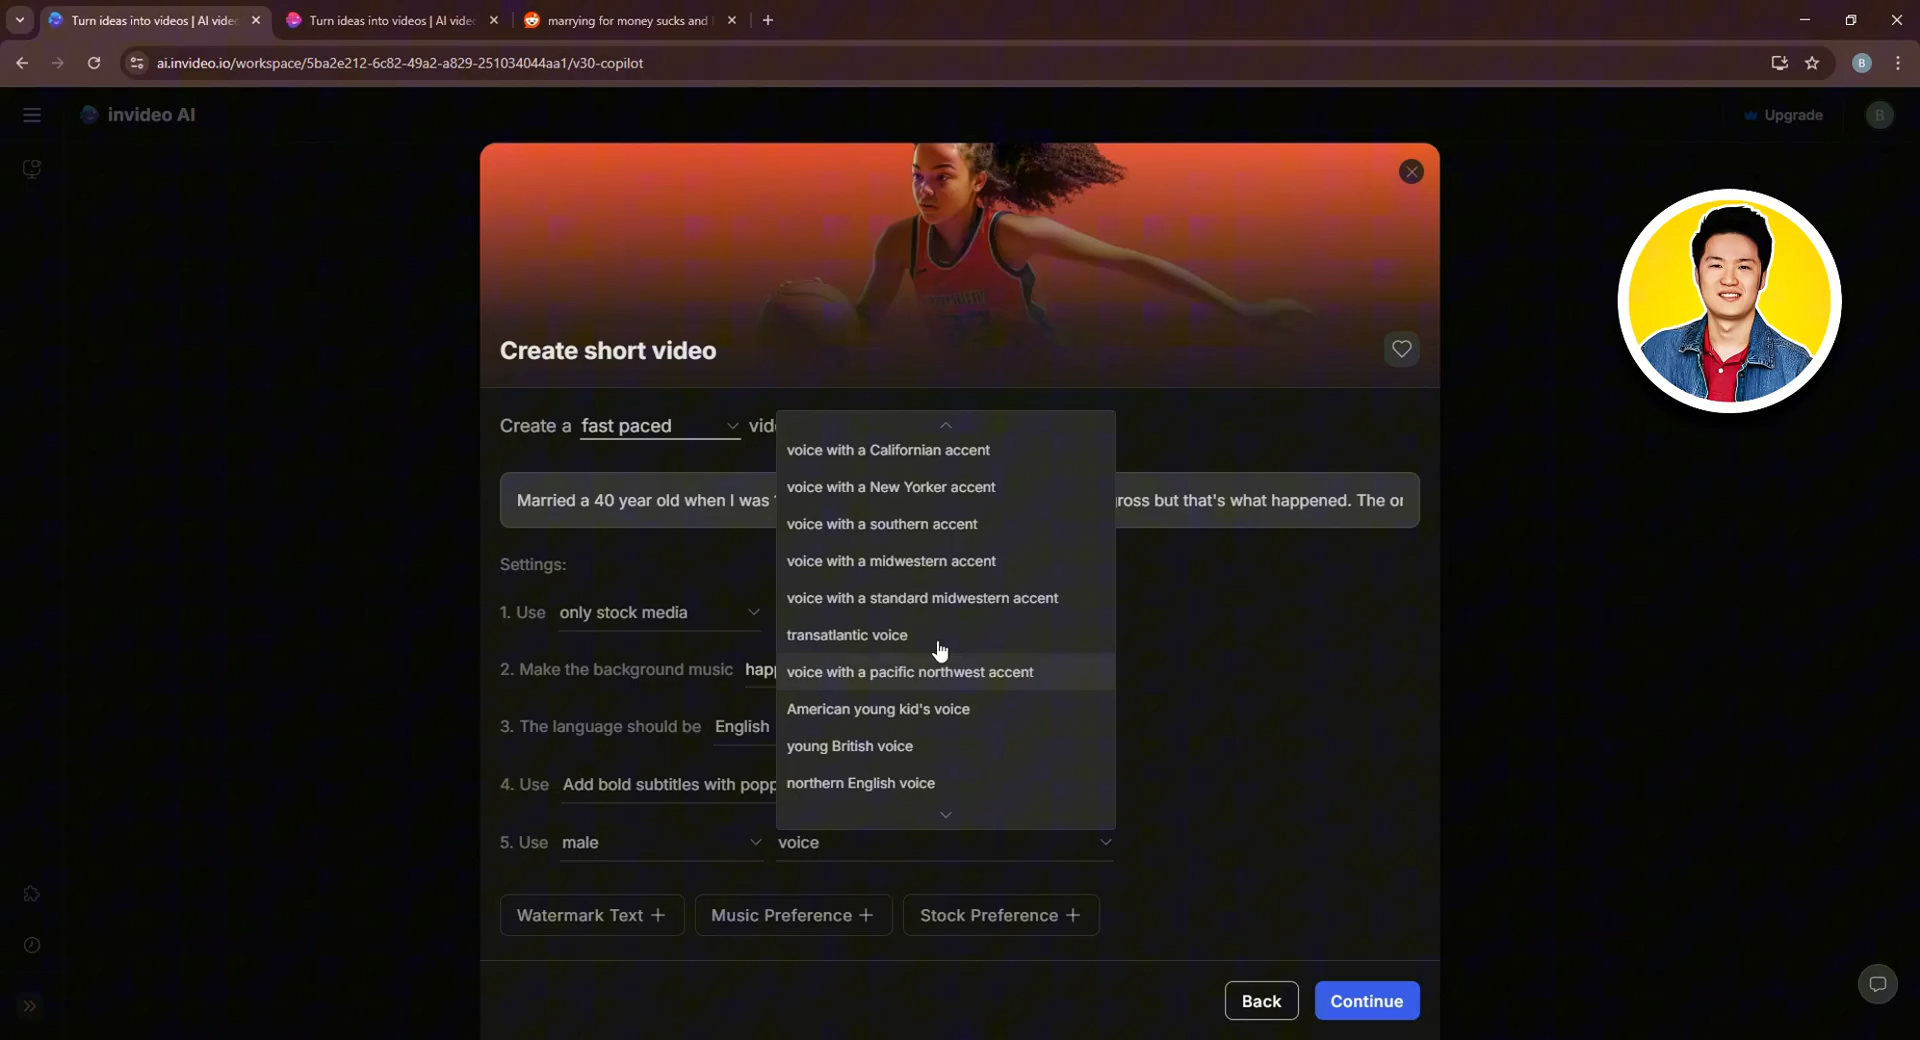 Turn ideas into videos | AI vide
Turn ideas into videos | AI vide
marrying for money sucks and
ai.invideo.io/workspace/5ba2e212-6c82-49a2-a829-251034044aa1/v30-copilot
B
invideo AI
Upgrade
B
Create short video
Create a fast paced vid
voice with a Californian accent
voice with a New Yorker accent
voice with a southern accent
voice with a midwestern accent
voice with a standard midwestern accent
transatlantic voice
voice with a pacific northwest accent
American young kid's voice
young British voice
northern English voice
Married a 40 year old when I was ross but that's what happened. The or
Settings:
1. Use only stock media
2. Make the background music happ
3. The language should be English
4. Use Add bold subtitles with popp
5. Use male voice
Watermark Text + Music Preference + Stock Preference +
Back Continue